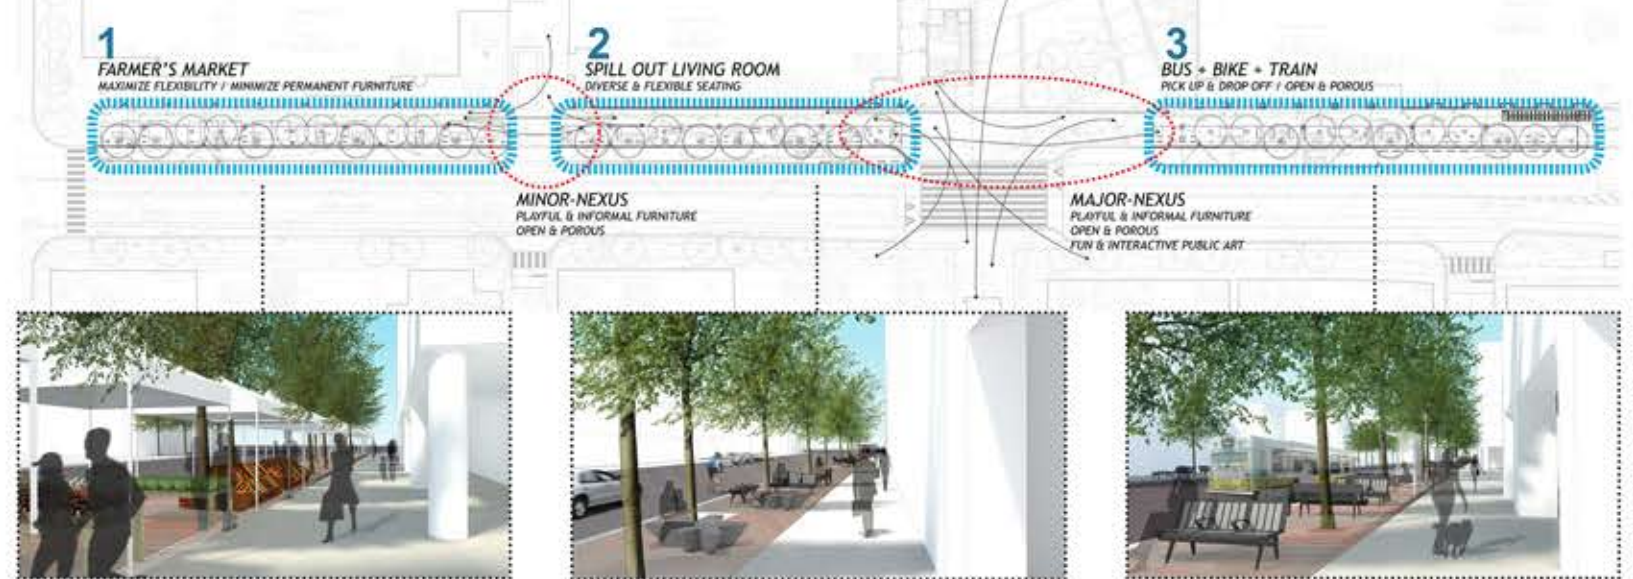 1
FARMER'S MARKET
MAXIMIZE FLEXIBILITY / MINIMIZE PERMANENT FURNITURE
2
SPILL OUT LIVING ROOM
DIVERSE & FLEXIBLE SEATING
3
BUS + BIKE + TRAIN
PICK UP & DROP OFF / OPEN & POROUS
MINOR-NEXUS
PLAYFUL & INFORMAL FURNITURE
OPEN & POROUS
MAJOR-NEXUS
PLAYFUL & INFORMAL FURNITURE
OPEN & POROUS
FUN & INTERACTIVE PUBLIC ART